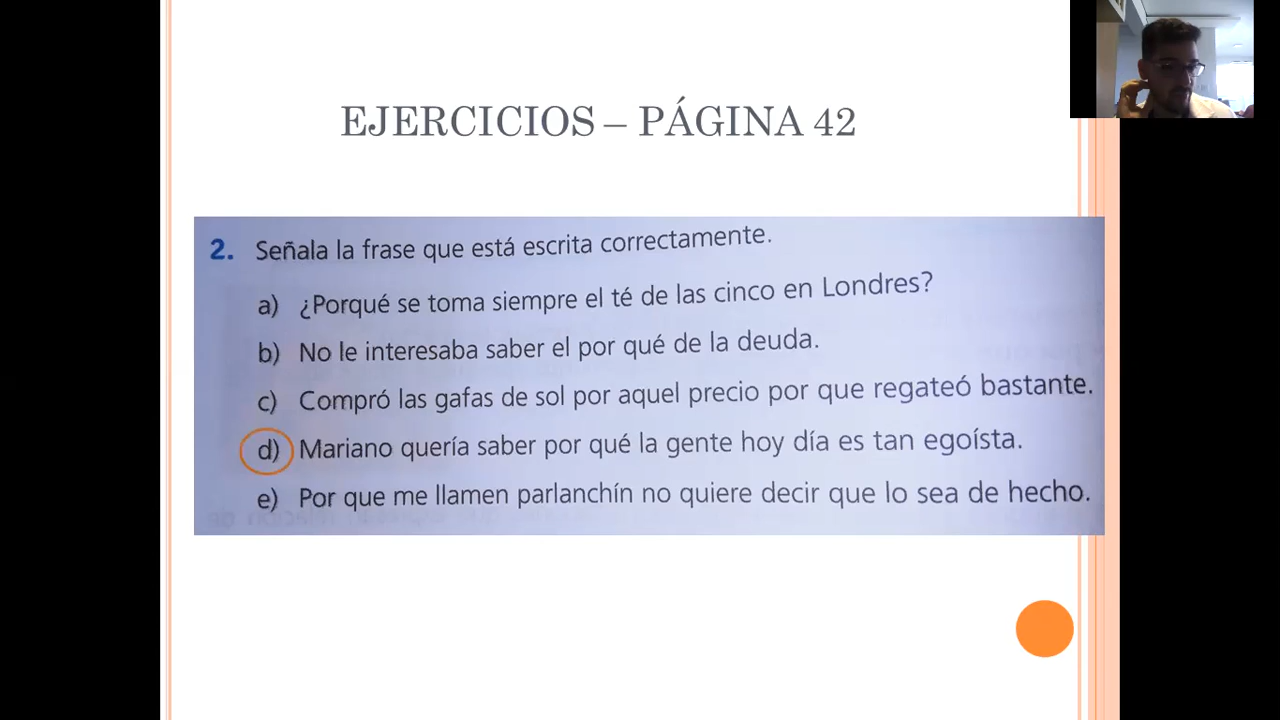 EJERCICIOS – PÁGINA 42
2. Señala la frase que está escrita correctamente.
a) ¿Porqué se toma siempre el té de las cinco en Londres?
b) No le interesaba saber el por qué de la deuda.
c) Compró las gafas de sol por aquel precio por que regateó bastante.
d) Mariano quería saber por qué la gente hoy día es tan egoísta.
e) Por que me llamen parlanchín no quiere decir que lo sea de hecho.